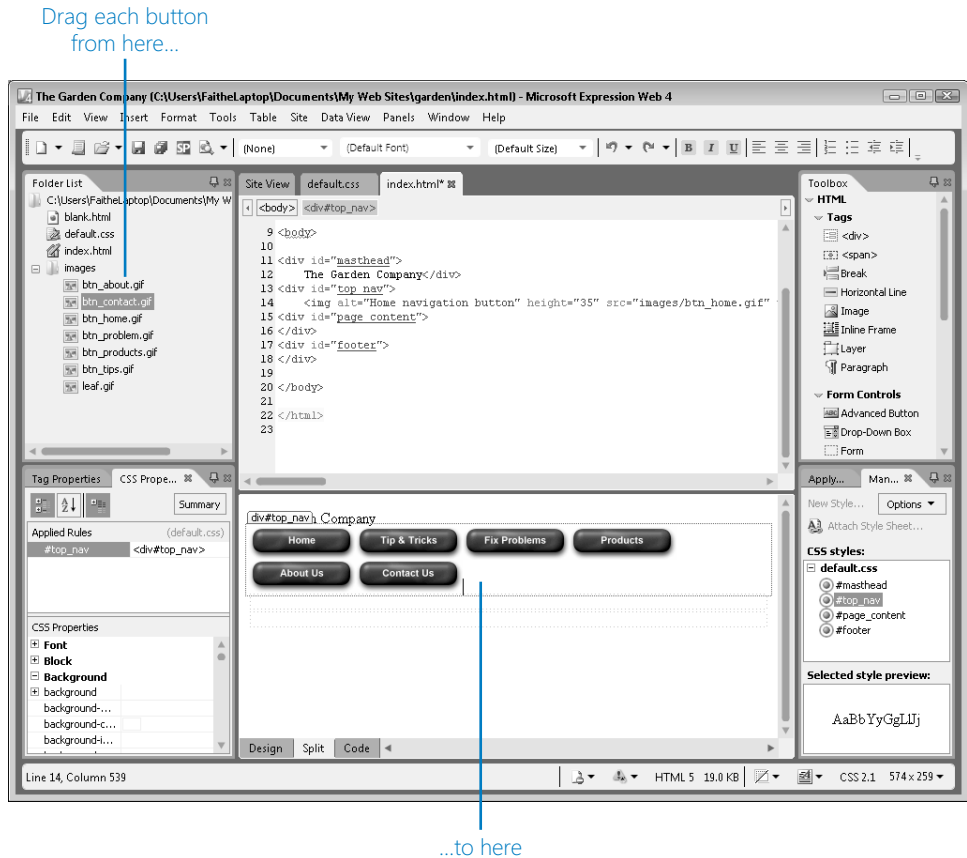 Drag each button
from here...
The Garden Company (C:\Users\FaitheLaptop\Documents\My Web Sites\garden\index.html) - Microsoft Expression Web 4
File Edit View Insert Format Tools Table Site Data View Panels Window Help
(None) (Default Font) (Default Size) B I U
Folder List
C:\Users\FaitheLaptop\Documents\My W
blank.html
default.css
index.html
images
btn_about.gif
btn_contact.gif
btn_home.gif
btn_problem.gif
btn_products.gif
btn_tips.gif
leaf.gif
Site View default.css index.html*
<body> <div#top_nav>
9 <body>
10
11 <div id="masthead">
12 The Garden Company</div>
13 <div id="top_nav">
14 <img alt="Home navigation button" height="35" src="images/btn_home.gif"
15 <div id="page_content">
16 </div>
17 <div id="footer">
18 </div>
19
20 </body>
21
22 </html>
23
Toolbox
HTML
Tags
<div>
<span>
Break
Horizontal Line
Image
Inline Frame
Layer
Paragraph
Form Controls
Advanced Button
Drop-Down Box
Form
Tag Properties CSS Prope...
Summary
Applied Rules (default.css)
#top_nav <div#top_nav>
CSS Properties
Font
Block
Background
background
background-...
background-c...
background-i...
div#top_nav Company
Home Tip & Tricks Fix Problems Products
About Us Contact Us
Design Split Code
Apply... Man...
New Style... Options
Attach Style Sheet...
CSS styles:
default.css
#masthead
#top_nav
#page_content
#footer
Selected style preview:
AaBbYyGgLlJj
Line 14, Column 539
HTML 5 19.0 KB CSS 2.1 574 x 259
...to here